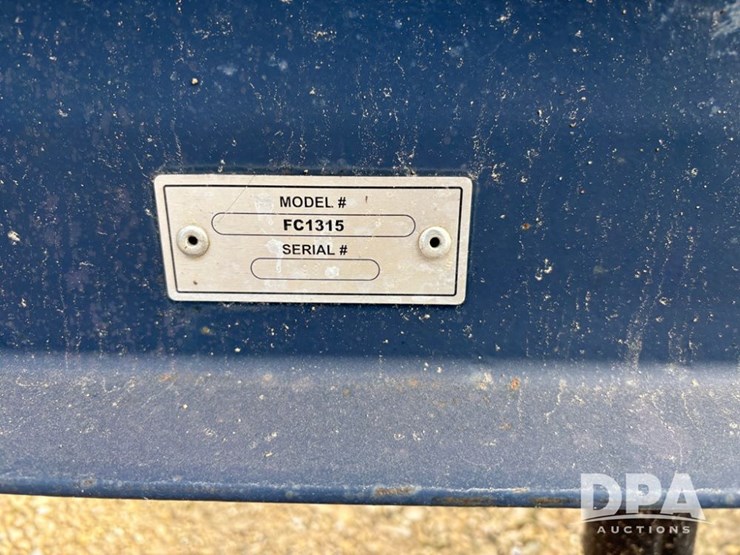 MODEL #
FC1315
SERIAL #
DPA
AUCTIONS